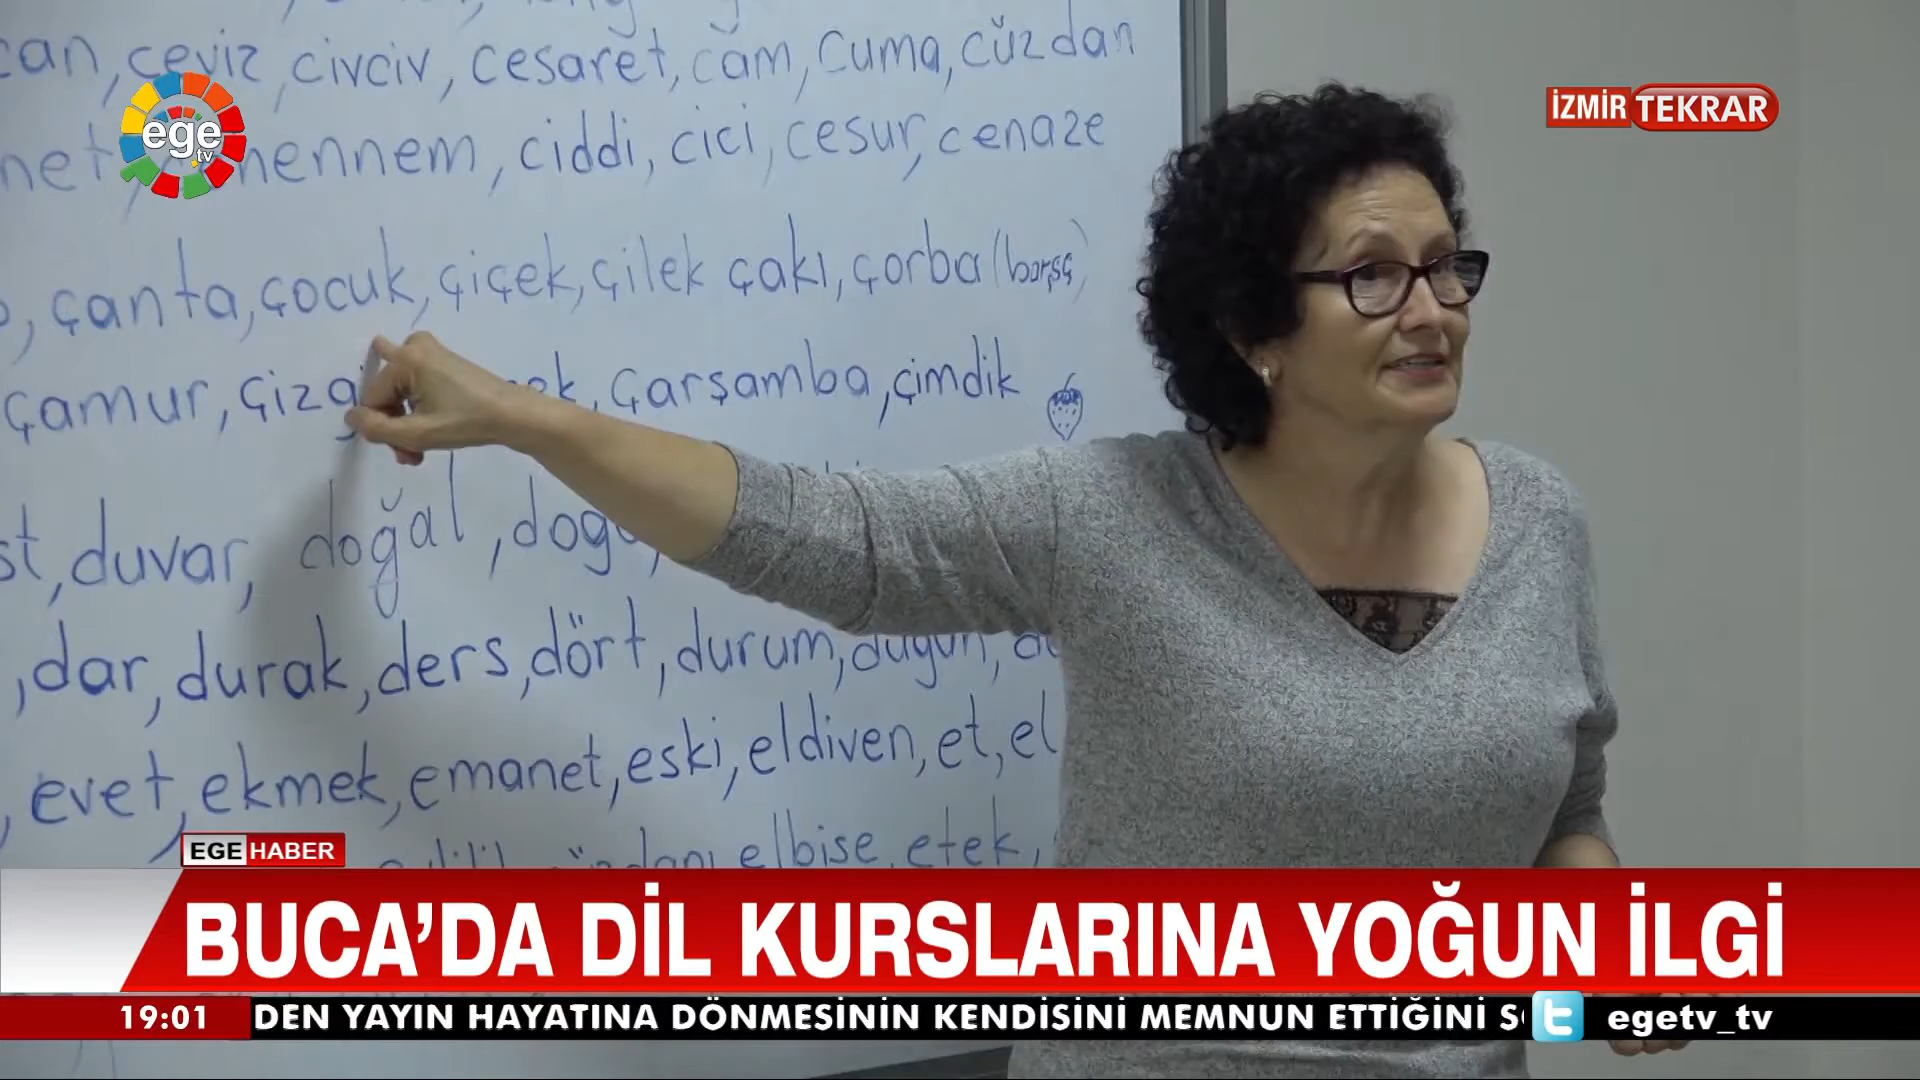 can, ceviz, civciv, cesaret, cam, Cuma, cüzdan
ege tv
İZMİR TEKRAR
ciddi, cici, cesur, cenaze
, çanta, çocuk, çiçek, çilek çakı, çorba (borşç)
çamur, çizgi Çarşamba, çimdik
duvar, doğal,
, dar, durak, ders, dört, durum, düğün,
, evet, ekmek, emanet, eski, eldiven, et, el
elbise, etek,
EGE HABER
BUCA'DA DİL KURSLARINA YOĞUN İLGİ
19:01 DEN YAYIN HAYATINA DÖNMESİNİN KENDİSİNİ MEMNUN ETTİĞİNİ egetv_tv